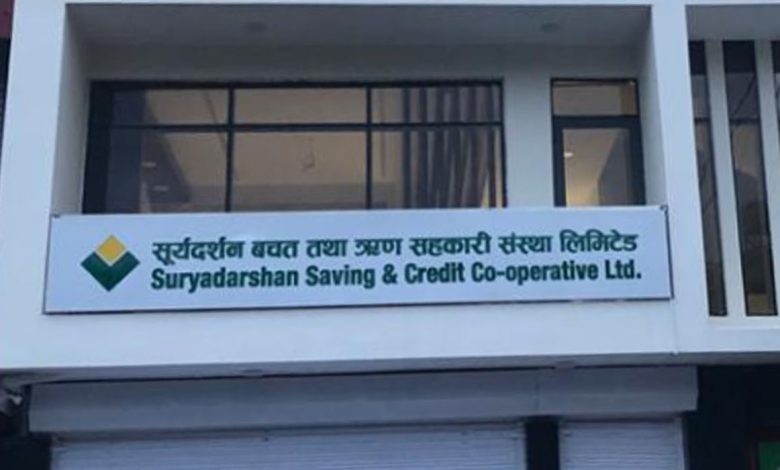 सूर्यदर्शन बचत तथा ऋण सहकारी संस्था लिमिटेड
Suryadarshan Saving & Credit Co-operative Ltd.